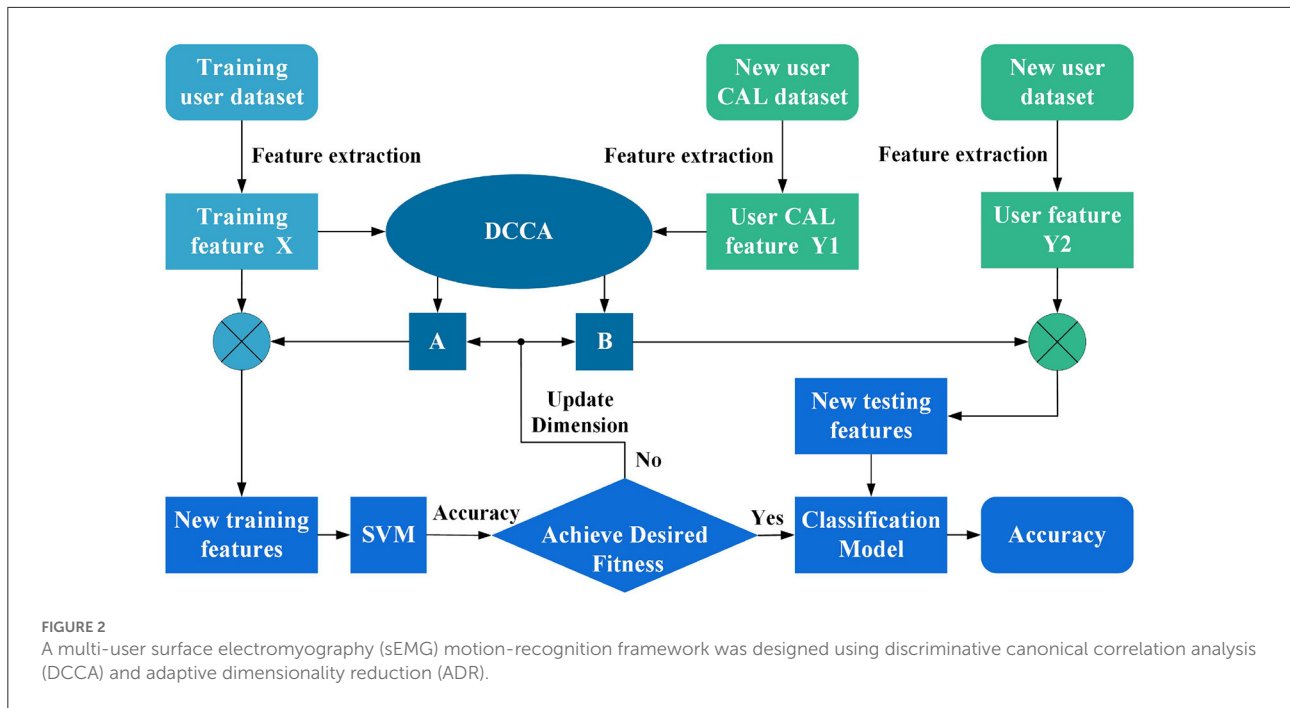 Training
user dataset
New user
CAL dataset
New user
dataset
Feature extraction
Feature extraction
Feature extraction
Training
feature X
DCCA
User CAL
feature Y1
User feature
Y2
A
B
Update
Dimension
New testing
features
No
New training
features
SVM
Accuracy
Achieve Desired
Fitness
Yes
Classification
Model
Accuracy
FIGURE 2
A multi-user surface electromyography (sEMG) motion-recognition framework was designed using discriminative canonical correlation analysis
(DCCA) and adaptive dimensionality reduction (ADR).